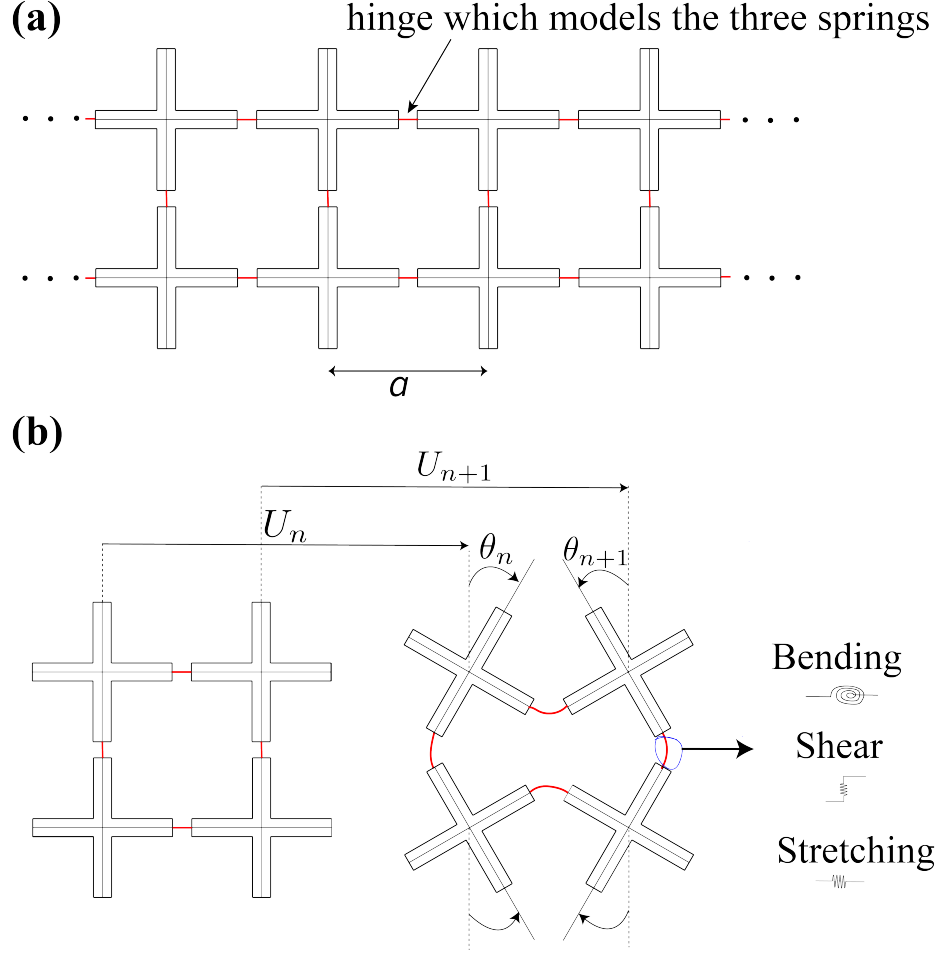 (a)
hinge which models the three springs
a
(b)
U_{n+1}
U_n
θ_n
θ_{n+1}
Bending
Shear
Stretching